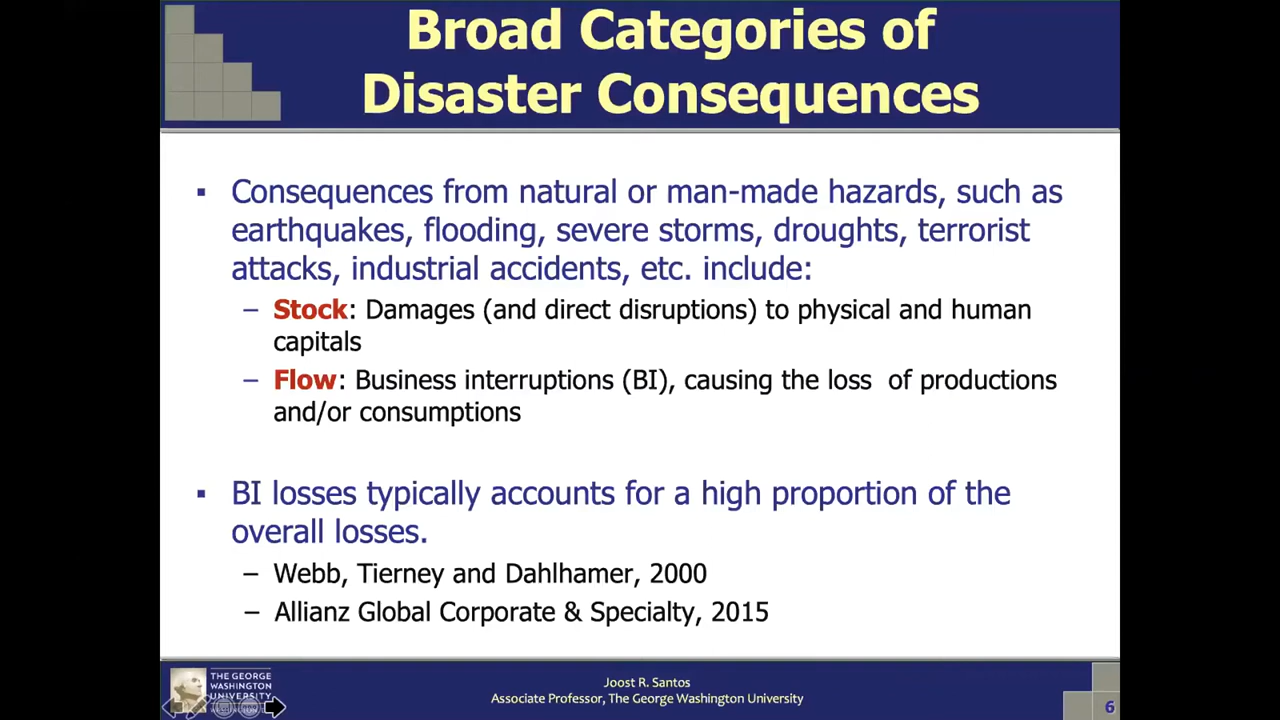 Broad Categories of
Disaster Consequences
▪ Consequences from natural or man-made hazards, such as
earthquakes, flooding, severe storms, droughts, terrorist
attacks, industrial accidents, etc. include:
– Stock: Damages (and direct disruptions) to physical and human
capitals
– Flow: Business interruptions (BI), causing the loss of productions
and/or consumptions
▪ BI losses typically accounts for a high proportion of the
overall losses.
– Webb, Tierney and Dahlhamer, 2000
– Allianz Global Corporate & Specialty, 2015
THE GEORGE
WASHINGTON
UNIVERSITY
Joost R. Santos
Associate Professor, The George Washington University
6